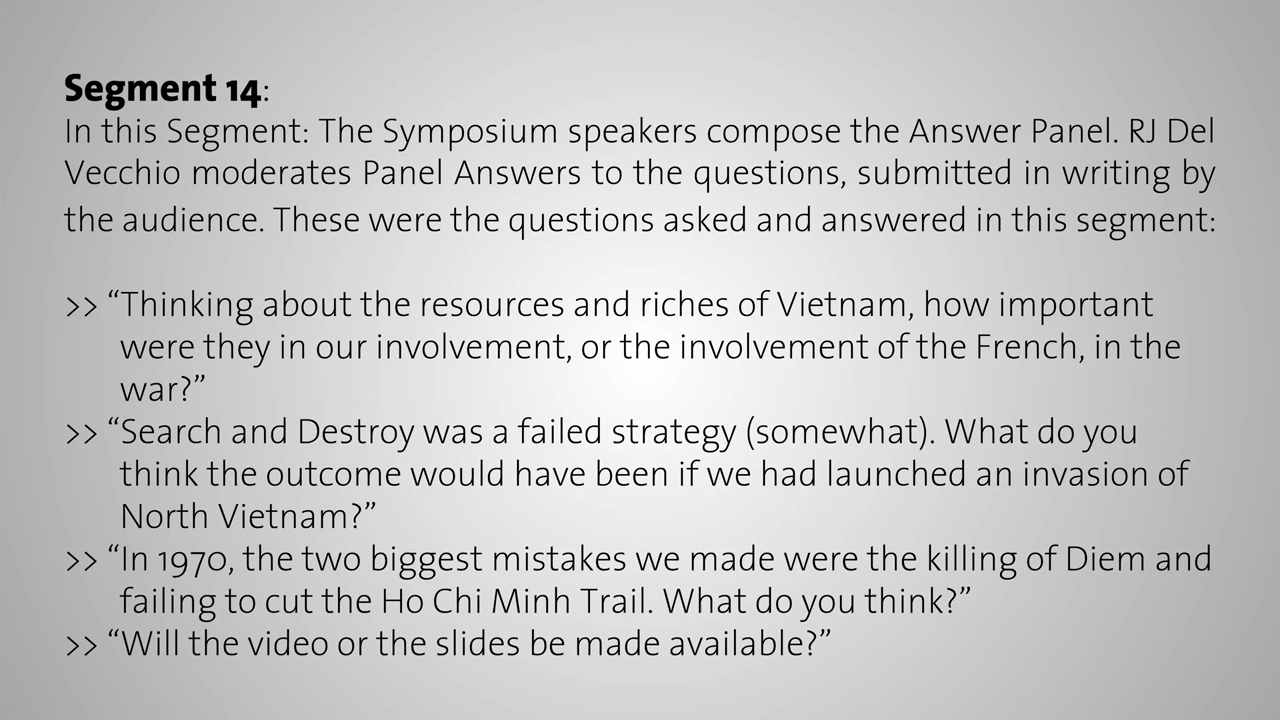 Segment 14:
In this Segment: The Symposium speakers compose the Answer Panel. RJ Del
Vecchio moderates Panel Answers to the questions, submitted in writing by
the audience. These were the questions asked and answered in this segment:
>> “Thinking about the resources and riches of Vietnam, how important
were they in our involvement, or the involvement of the French, in the
war?”
>> “Search and Destroy was a failed strategy (somewhat). What do you
think the outcome would have been if we had launched an invasion of
North Vietnam?”
>> “In 1970, the two biggest mistakes we made were the killing of Diem and
failing to cut the Ho Chi Minh Trail. What do you think?”
>> “Will the video or the slides be made available?”